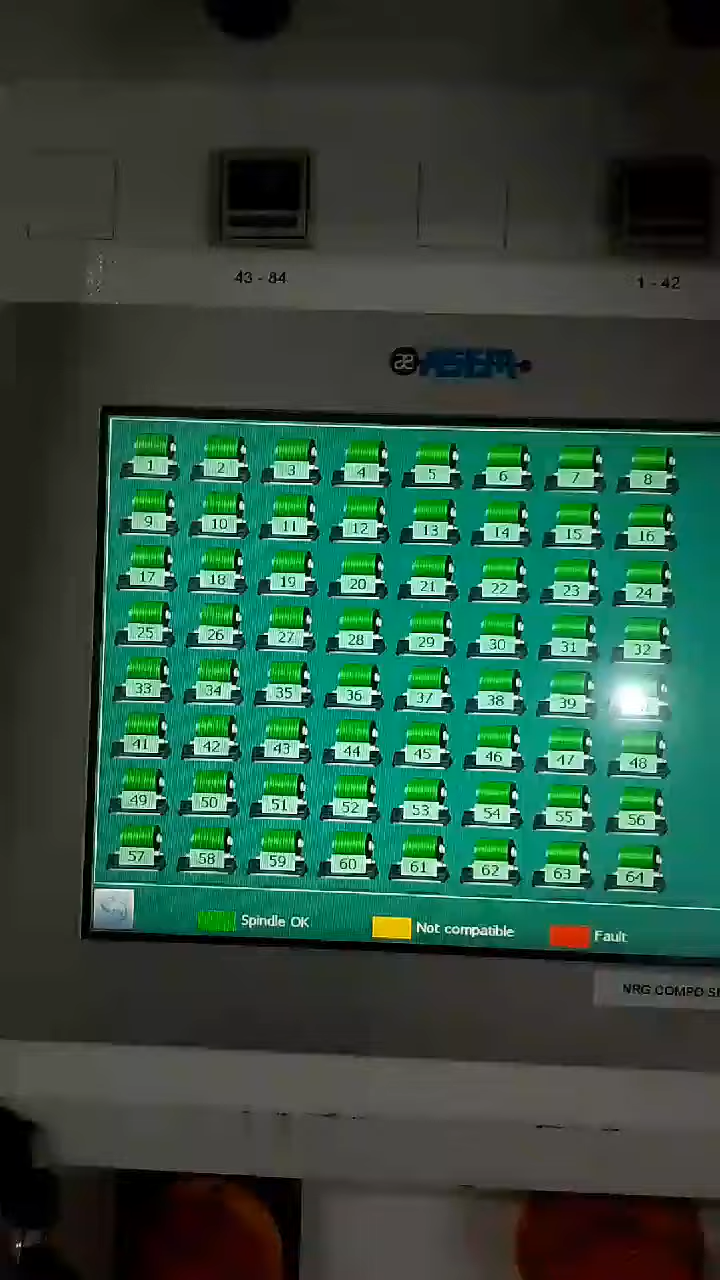 43 - 84
1 - 42
ASEM
1 2 3 4 5 6 7 8
9 10 11 12 13 14 15 16
17 18 19 20 21 22 23 24
25 26 27 28 29 30 31 32
33 34 35 36 37 38 39
41 42 43 44 45 46 47 48
49 50 51 52 53 54 55 56
57 58 59 60 61 62 63 64
Spindle OK
Not compatible
Fault
NRG COMPO